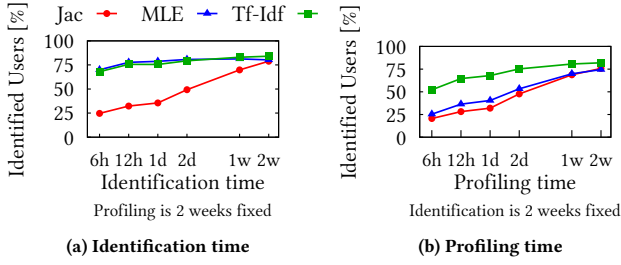 Jac MLE Tf-Idf
Identified Users [%]
100
75
50
25
0
6h 12h 1d 2d 1w 2w
Identification time
Profiling is 2 weeks fixed
(a) Identification time
Identified Users [%]
100
75
50
25
0
6h 12h 1d 2d 1w 2w
Profiling time
Identification is 2 weeks fixed
(b) Profiling time